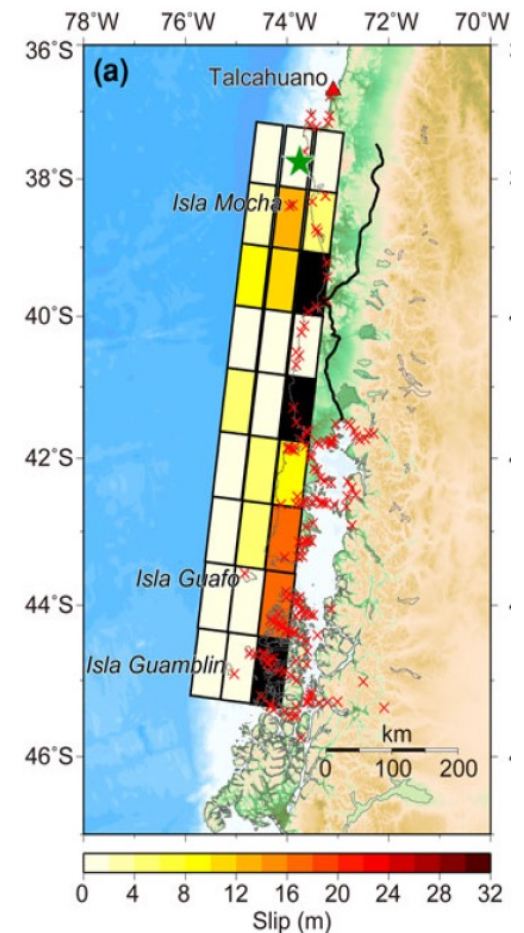 78°W 76°W 74°W 72°W 70°W
36°S
(a)
Talcahuano
38°S
Isla Mocha
40°S
42°S
Isla Guafo
44°S
Isla Guamblin
km
46°S
0 100 200
0 4 8 12 16 20 24 28 32
Slip (m)